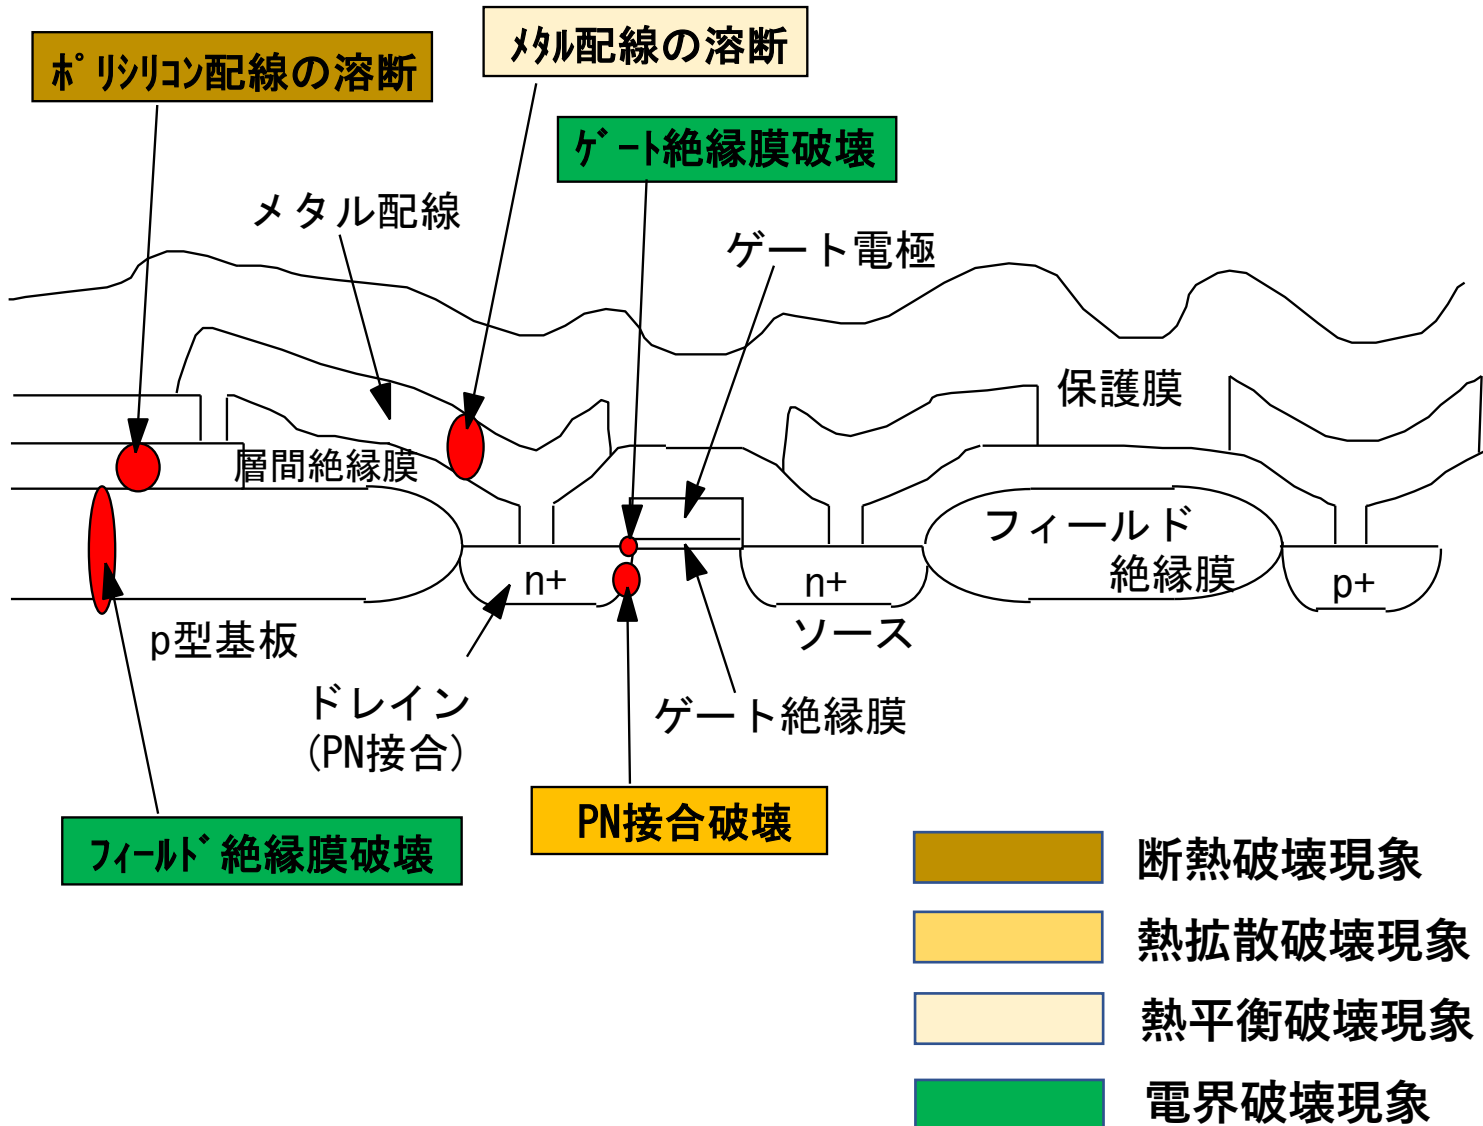 ﾒﾀﾙ配線の溶断
ﾎﾟﾘｼﾘｺﾝ配線の溶断
ｹﾞｰﾄ絶縁膜破壊
メタル配線
ゲート電極
保護膜
層間絶縁膜
フィールド
絶縁膜
n+
n+
p+
p型基板
ソース
ドレイン
(PN接合)
ゲート絶縁膜
PN接合破壊
ﾌｨｰﾙﾄﾞ絶縁膜破壊
断熱破壊現象
熱拡散破壊現象
熱平衡破壊現象
電界破壊現象